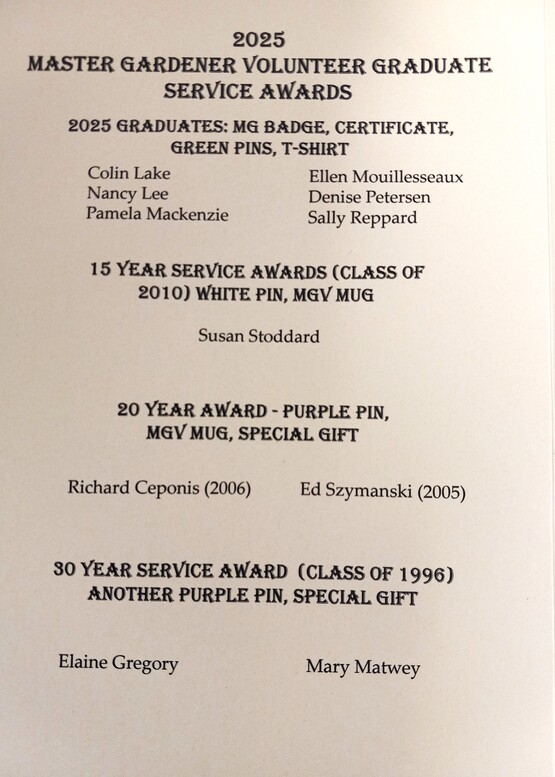 2025
MASTER GARDENER VOLUNTEER GRADUATE
SERVICE AWARDS
2025 GRADUATES: MG BADGE, CERTIFICATE,
GREEN PINS, T-SHIRT
Colin Lake Ellen Mouillesseaux
Nancy Lee Denise Petersen
Pamela Mackenzie Sally Reppard
15 YEAR SERVICE AWARDS (CLASS OF
2010) WHITE PIN, MGV MUG
Susan Stoddard
20 YEAR AWARD - PURPLE PIN,
MGV MUG, SPECIAL GIFT
Richard Ceponis (2006) Ed Szymanski (2005)
30 YEAR SERVICE AWARD (CLASS OF 1996)
ANOTHER PURPLE PIN, SPECIAL GIFT
Elaine Gregory Mary Matwey